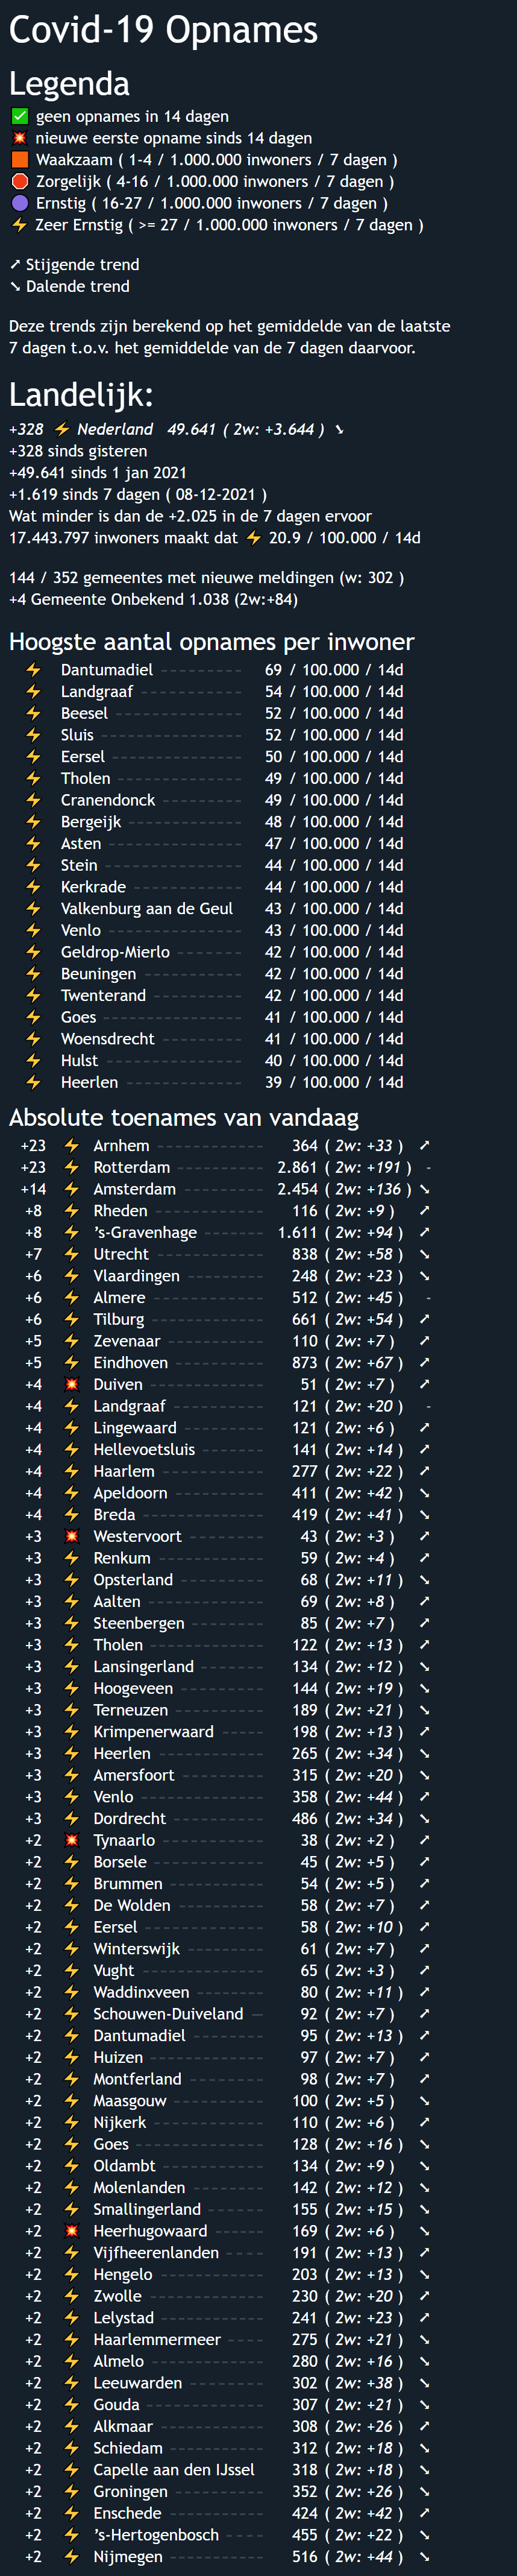 Covid-19 Opnames
Legenda
✅ geen opnames in 14 dagen
💥 nieuwe eerste opname sinds 14 dagen
🟧 Waakzaam ( 1-4 / 1.000.000 inwoners / 7 dagen )
🛑 Zorgelijk ( 4-16 / 1.000.000 inwoners / 7 dagen )
🟣 Ernstig ( 16-27 / 1.000.000 inwoners / 7 dagen )
⚡ Zeer Ernstig ( >= 27 / 1.000.000 inwoners / 7 dagen )
➚ Stijgende trend
➘ Dalende trend
Deze trends zijn berekend op het gemiddelde van de laatste
7 dagen t.o.v. het gemiddelde van de 7 dagen daarvoor.
Landelijk:
+328 ⚡ Nederland 49.641 ( 2w: +3.644 ) ➘
+328 sinds gisteren
+49.641 sinds 1 jan 2021
+1.619 sinds 7 dagen ( 08-12-2021 )
Wat minder is dan de +2.025 in de 7 dagen ervoor
17.443.797 inwoners maakt dat ⚡ 20.9 / 100.000 / 14d
144 / 352 gemeentes met nieuwe meldingen (w: 302 )
+4 Gemeente Onbekend 1.038 (2w:+84)
Hoogste aantal opnames per inwoner
⚡ Dantumadiel --------- 69 / 100.000 / 14d
⚡ Landgraaf ----------- 54 / 100.000 / 14d
⚡ Beesel -------------- 52 / 100.000 / 14d
⚡ Sluis --------------- 52 / 100.000 / 14d
⚡ Eersel -------------- 50 / 100.000 / 14d
⚡ Tholen -------------- 49 / 100.000 / 14d
⚡ Cranendonck --------- 49 / 100.000 / 14d
⚡ Bergeijk ------------ 48 / 100.000 / 14d
⚡ Asten --------------- 47 / 100.000 / 14d
⚡ Stein --------------- 44 / 100.000 / 14d
⚡ Kerkrade ------------ 44 / 100.000 / 14d
⚡ Valkenburg aan de Geul 43 / 100.000 / 14d
⚡ Venlo --------------- 43 / 100.000 / 14d
⚡ Geldrop-Mierlo ------- 42 / 100.000 / 14d
⚡ Beuningen ----------- 42 / 100.000 / 14d
⚡ Twenterand ---------- 42 / 100.000 / 14d
⚡ Goes ---------------- 41 / 100.000 / 14d
⚡ Woensdrecht --------- 41 / 100.000 / 14d
⚡ Hulst --------------- 40 / 100.000 / 14d
⚡ Heerlen ------------- 39 / 100.000 / 14d
Absolute toenames van vandaag
+23 ⚡ Arnhem ------------ 364 ( 2w: +33 ) ➚
+23 ⚡ Rotterdam ---------- 2.861 ( 2w: +191 ) -
+14 ⚡ Amsterdam ---------- 2.454 ( 2w: +136 ) ➘
+8 ⚡ Rheden ------------ 116 ( 2w: +9 ) ➚
+8 ⚡ 's-Gravenhage ------- 1.611 ( 2w: +94 ) ➚
+7 ⚡ Utrecht ------------ 838 ( 2w: +58 ) ➘
+6 ⚡ Vlaardingen --------- 248 ( 2w: +23 ) ➘
+6 ⚡ Almere ------------ 512 ( 2w: +45 ) -
+6 ⚡ Tilburg ------------ 661 ( 2w: +54 ) ➚
+5 ⚡ Zevenaar ----------- 110 ( 2w: +7 ) ➚
+5 ⚡ Eindhoven ---------- 873 ( 2w: +67 ) ➚
+4 💥 Duiven ------------ 51 ( 2w: +7 ) ➚
+4 ⚡ Landgraaf ---------- 121 ( 2w: +20 ) -
+4 ⚡ Lingewaard --------- 121 ( 2w: +6 ) ➚
+4 ⚡ Hellevoetsluis ------- 141 ( 2w: +14 ) ➚
+4 ⚡ Haarlem ----------- 277 ( 2w: +22 ) ➚
+4 ⚡ Apeldoorn ---------- 411 ( 2w: +42 ) ➘
+4 ⚡ Breda ------------- 419 ( 2w: +41 ) ➘
+3 💥 Westervoort -------- 43 ( 2w: +3 ) ➚
+3 ⚡ Renkum ------------ 59 ( 2w: +4 ) ➚
+3 ⚡ Opsterland --------- 68 ( 2w: +11 ) ➘
+3 ⚡ Aalten ------------ 69 ( 2w: +8 ) ➚
+3 ⚡ Steenbergen -------- 85 ( 2w: +7 ) ➚
+3 ⚡ Tholen ------------ 122 ( 2w: +13 ) ➚
+3 ⚡ Lansingerland ------- 134 ( 2w: +12 ) ➘
+3 ⚡ Hoogeveen ---------- 144 ( 2w: +19 ) ➘
+3 ⚡ Terneuzen ---------- 189 ( 2w: +21 ) ➘
+3 ⚡ Krimpenerwaard ----- 198 ( 2w: +13 ) ➚
+3 ⚡ Heerlen ------------ 265 ( 2w: +34 ) ➘
+3 ⚡ Amersfoort --------- 315 ( 2w: +20 ) ➘
+3 ⚡ Venlo ------------- 358 ( 2w: +44 ) ➚
+3 ⚡ Dordrecht ---------- 486 ( 2w: +34 ) ➘
+2 💥 Tynaarlo ----------- 38 ( 2w: +2 ) ➚
+2 ⚡ Borsele ------------ 45 ( 2w: +5 ) ➚
+2 ⚡ Brummen ----------- 54 ( 2w: +5 ) ➚
+2 ⚡ De Wolden ---------- 58 ( 2w: +7 ) ➚
+2 ⚡ Eersel ------------- 58 ( 2w: +10 ) ➚
+2 ⚡ Winterswijk --------- 61 ( 2w: +7 ) ➚
+2 ⚡ Vught ------------- 65 ( 2w: +3 ) ➚
+2 ⚡ Waddinxveen -------- 80 ( 2w: +11 ) ➚
+2 ⚡ Schouwen-Duiveland -- 92 ( 2w: +7 ) ➚
+2 ⚡ Dantumadiel --------- 95 ( 2w: +13 ) ➚
+2 ⚡ Huizen ------------ 97 ( 2w: +7 ) ➚
+2 ⚡ Montferland --------- 98 ( 2w: +7 ) ➚
+2 ⚡ Maasgouw ---------- 100 ( 2w: +5 ) ➘
+2 ⚡ Nijkerk ------------ 110 ( 2w: +6 ) ➚
+2 ⚡ Goes -------------- 128 ( 2w: +16 ) ➘
+2 ⚡ Oldambt ----------- 134 ( 2w: +9 ) ➘
+2 ⚡ Molenlanden -------- 142 ( 2w: +12 ) ➘
+2 ⚡ Smallingerland ------- 155 ( 2w: +15 ) ➘
+2 💥 Heerhugowaard ------ 169 ( 2w: +6 ) ➘
+2 ⚡ Vijfheerenlanden ---- 191 ( 2w: +13 ) ➚
+2 ⚡ Hengelo ------------ 203 ( 2w: +13 ) ➘
+2 ⚡ Zwolle ------------- 230 ( 2w: +20 ) ➚
+2 ⚡ Lelystad ----------- 241 ( 2w: +23 ) ➚
+2 ⚡ Haarlemmermeer ---- 275 ( 2w: +21 ) ➘
+2 ⚡ Almelo ------------ 280 ( 2w: +16 ) ➘
+2 ⚡ Leeuwarden --------- 302 ( 2w: +38 ) ➘
+2 ⚡ Gouda ------------- 307 ( 2w: +21 ) ➘
+2 ⚡ Alkmaar ----------- 308 ( 2w: +26 ) ➚
+2 ⚡ Schiedam ----------- 312 ( 2w: +18 ) ➘
+2 ⚡ Capelle aan den IJssel 318 ( 2w: +18 ) ➘
+2 ⚡ Groningen ---------- 352 ( 2w: +26 ) ➘
+2 ⚡ Enschede ---------- 424 ( 2w: +42 ) ➚
+2 ⚡ 's-Hertogenbosch ---- 455 ( 2w: +22 ) ➘
+2 ⚡ Nijmegen ---------- 516 ( 2w: +44 ) ➘